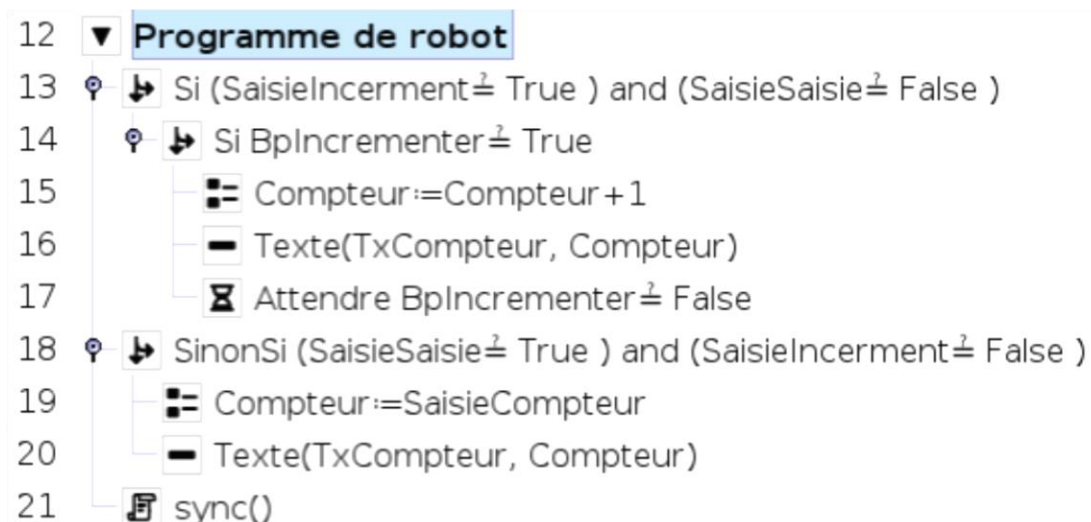 12 Programme de robot
13 Si (SaisieIncerment≟ True ) and (SaisieSaisie≟ False )
14 Si BpIncrementer≟ True
15 Compteur:=Compteur+1
16 Texte(TxCompteur, Compteur)
17 Attendre BpIncrementer≟ False
18 SinonSi (SaisieSaisie≟ True ) and (SaisieIncerment≟ False )
19 Compteur:=SaisieCompteur
20 Texte(TxCompteur, Compteur)
21 sync()